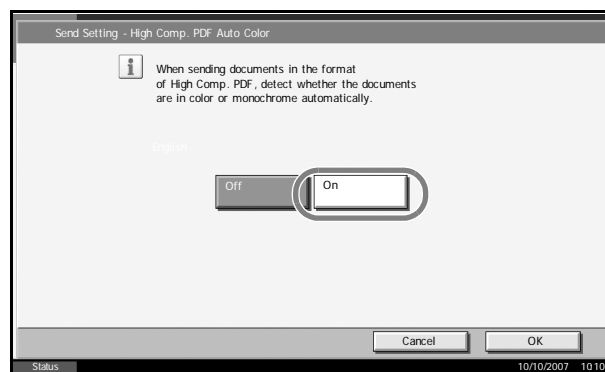 Send Setting - High Comp. PDF Auto Color
When sending documents in the format
of High Comp. PDF, detect whether the documents
are in color or monochrome automatically.
English
Off
On
Cancel
OK
Status
10/10/2007 10:10